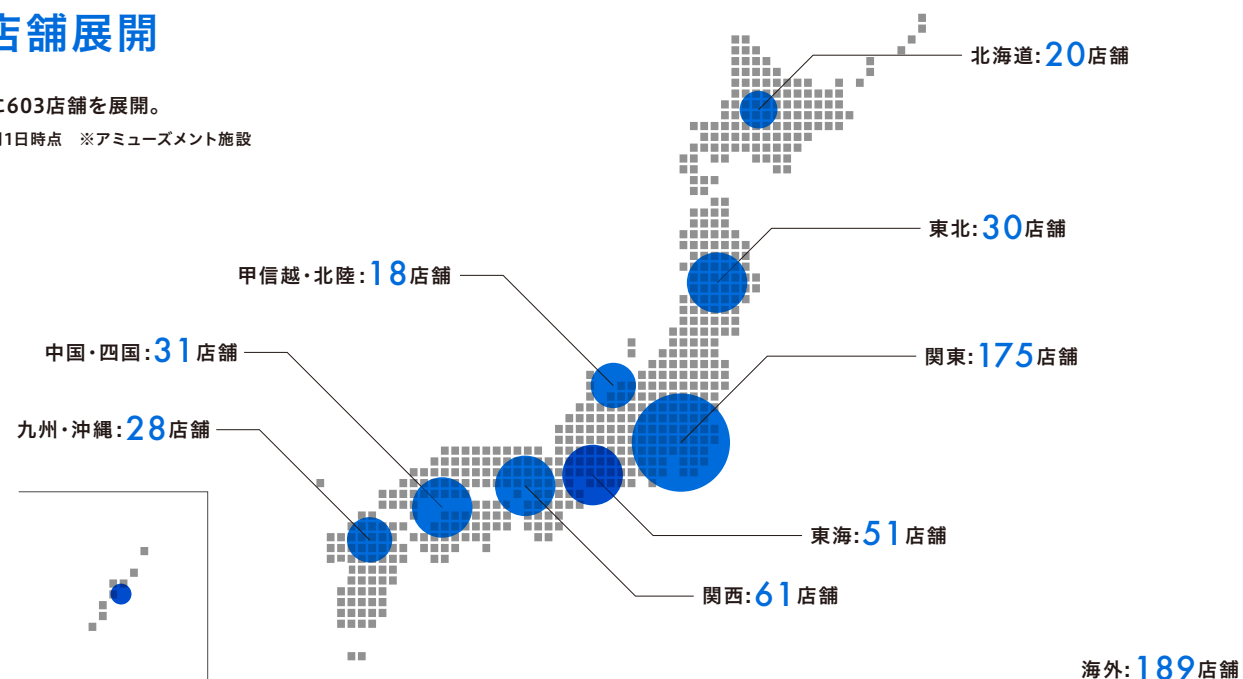 店舗展開
に603店舗を展開。
月1日時点 ※アミューズメント施設
北海道:20店舗
東北:30店舗
甲信越・北陸:18店舗
中国・四国:31店舗
関東:175店舗
九州・沖縄:28店舗
東海:51店舗
関西:61店舗
海外:189店舗